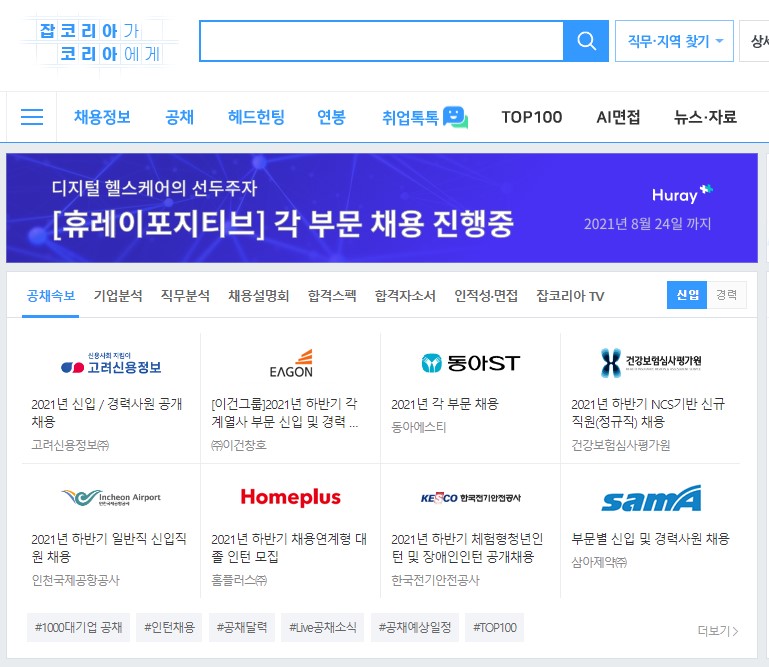 잡코리아가
코리아에게
직무·지역 찾기
상세
채용정보 공채 헤드헌팅 연봉 취업톡톡 TOP100 AI면접 뉴스·자료
디지털 헬스케어의 선두주자
[휴레이포지티브] 각 부문 채용 진행중
Huray
2021년 8월 24일 까지
공채속보 기업분석 직무분석 채용설명회 합격스펙 합격자소서 인적성·면접 잡코리아 TV 신입 경력
신용사회 지킴이
고려신용정보
2021년 신입 / 경력사원 공개
채용
고려신용정보㈜
EAGON
[이건그룹]2021년 하반기 각
계열사 부문 신입 및 경력 ...
㈜이건창호
동아ST
2021년 각 부문 채용
동아에스티
건강보험심사평가원
2021년 하반기 NCS기반 신규
직원(정규직) 채용
건강보험심사평가원
Incheon Airport
인천국제공항공사
2021년 하반기 일반직 신입직
원 채용
인천국제공항공사
Homeplus
2021년 하반기 채용연계형 대
졸 인턴 모집
홈플러스㈜
KESCO 한국전기안전공사
2021년 하반기 체험형청년인
턴 및 장애인인턴 공개채용
한국전기안전공사
samA
부문별 신입 및 경력사원 채용
삼아제약㈜
#1000대기업 공채 #인턴채용 #공채달력 #Live공채소식 #공채예상일정 #TOP100
더보기